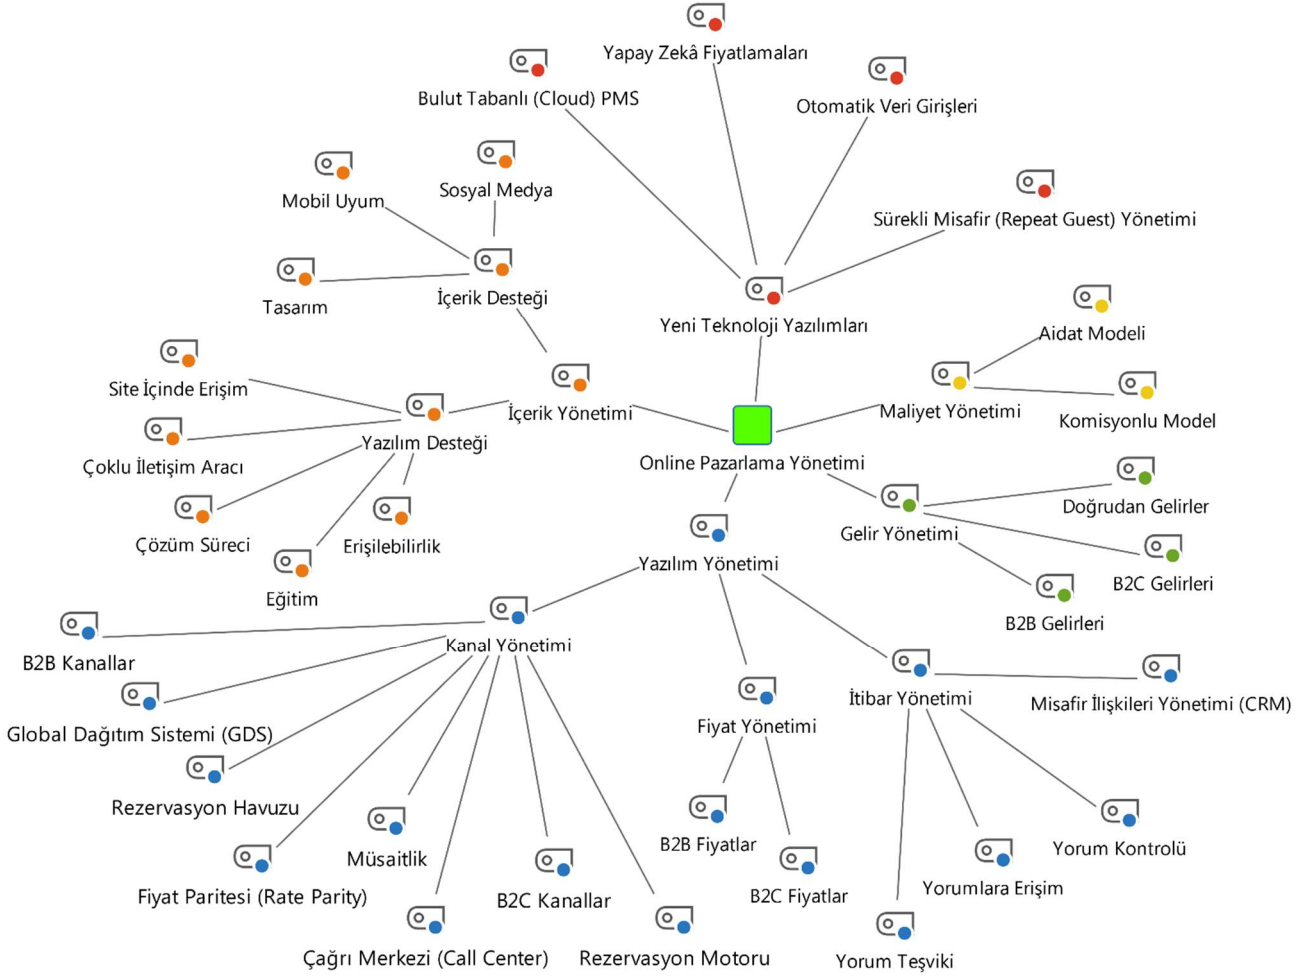 Yapay Zekâ Fiyatlamaları
Bulut Tabanlı (Cloud) PMS
Otomatik Veri Girişleri
Sosyal Medya
Mobil Uyum
Sürekli Misafir (Repeat Guest) Yönetimi
İçerik Desteği
Tasarım
Yeni Teknoloji Yazılımları
Aidat Modeli
Site İçinde Erişim
İçerik Yönetimi
Maliyet Yönetimi
Komisyonlu Model
Yazılım Desteği
Çoklu İletişim Aracı
Online Pazarlama Yönetimi
Doğrudan Gelirler
Gelir Yönetimi
Çözüm Süreci
Erişilebilirlik
Yazılım Yönetimi
B2C Gelirleri
Eğitim
B2B Gelirleri
Kanal Yönetimi
B2B Kanallar
İtibar Yönetimi
Misafir İlişkileri Yönetimi (CRM)
Fiyat Yönetimi
Global Dağıtım Sistemi (GDS)
Rezervasyon Havuzu
B2B Fiyatlar
Yorum Kontrolü
Müsaitlik
Yorumlara Erişim
Fiyat Paritesi (Rate Parity)
B2C Kanallar
B2C Fiyatlar
Çağrı Merkezi (Call Center)
Rezervasyon Motoru
Yorum Teşviki